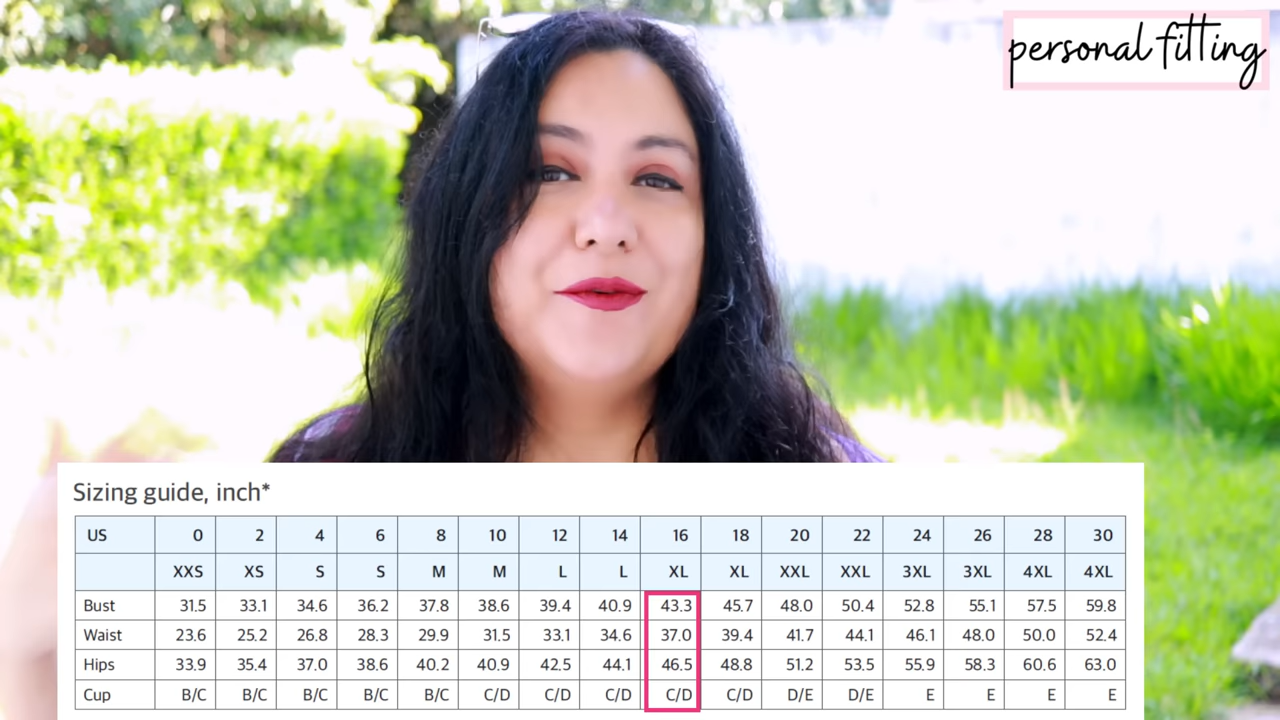 personal fitting
Sizing guide, inch*
US 0 2 4 6 8 10 12 14 16 18 20 22 24 26 28 30
XXS XS S S M M L L XL XL XXL XXL 3XL 3XL 4XL 4XL
Bust 31.5 33.1 34.6 36.2 37.8 38.6 39.4 40.9 43.3 45.7 48.0 50.4 52.8 55.1 57.5 59.8
Waist 23.6 25.2 26.8 28.3 29.9 31.5 33.1 34.6 37.0 39.4 41.7 44.1 46.1 48.0 50.0 52.4
Hips 33.9 35.4 37.0 38.6 40.2 40.9 42.5 44.1 46.5 48.8 51.2 53.5 55.9 58.3 60.6 63.0
Cup B/C B/C B/C B/C B/C C/D C/D C/D C/D C/D D/E D/E E E E E